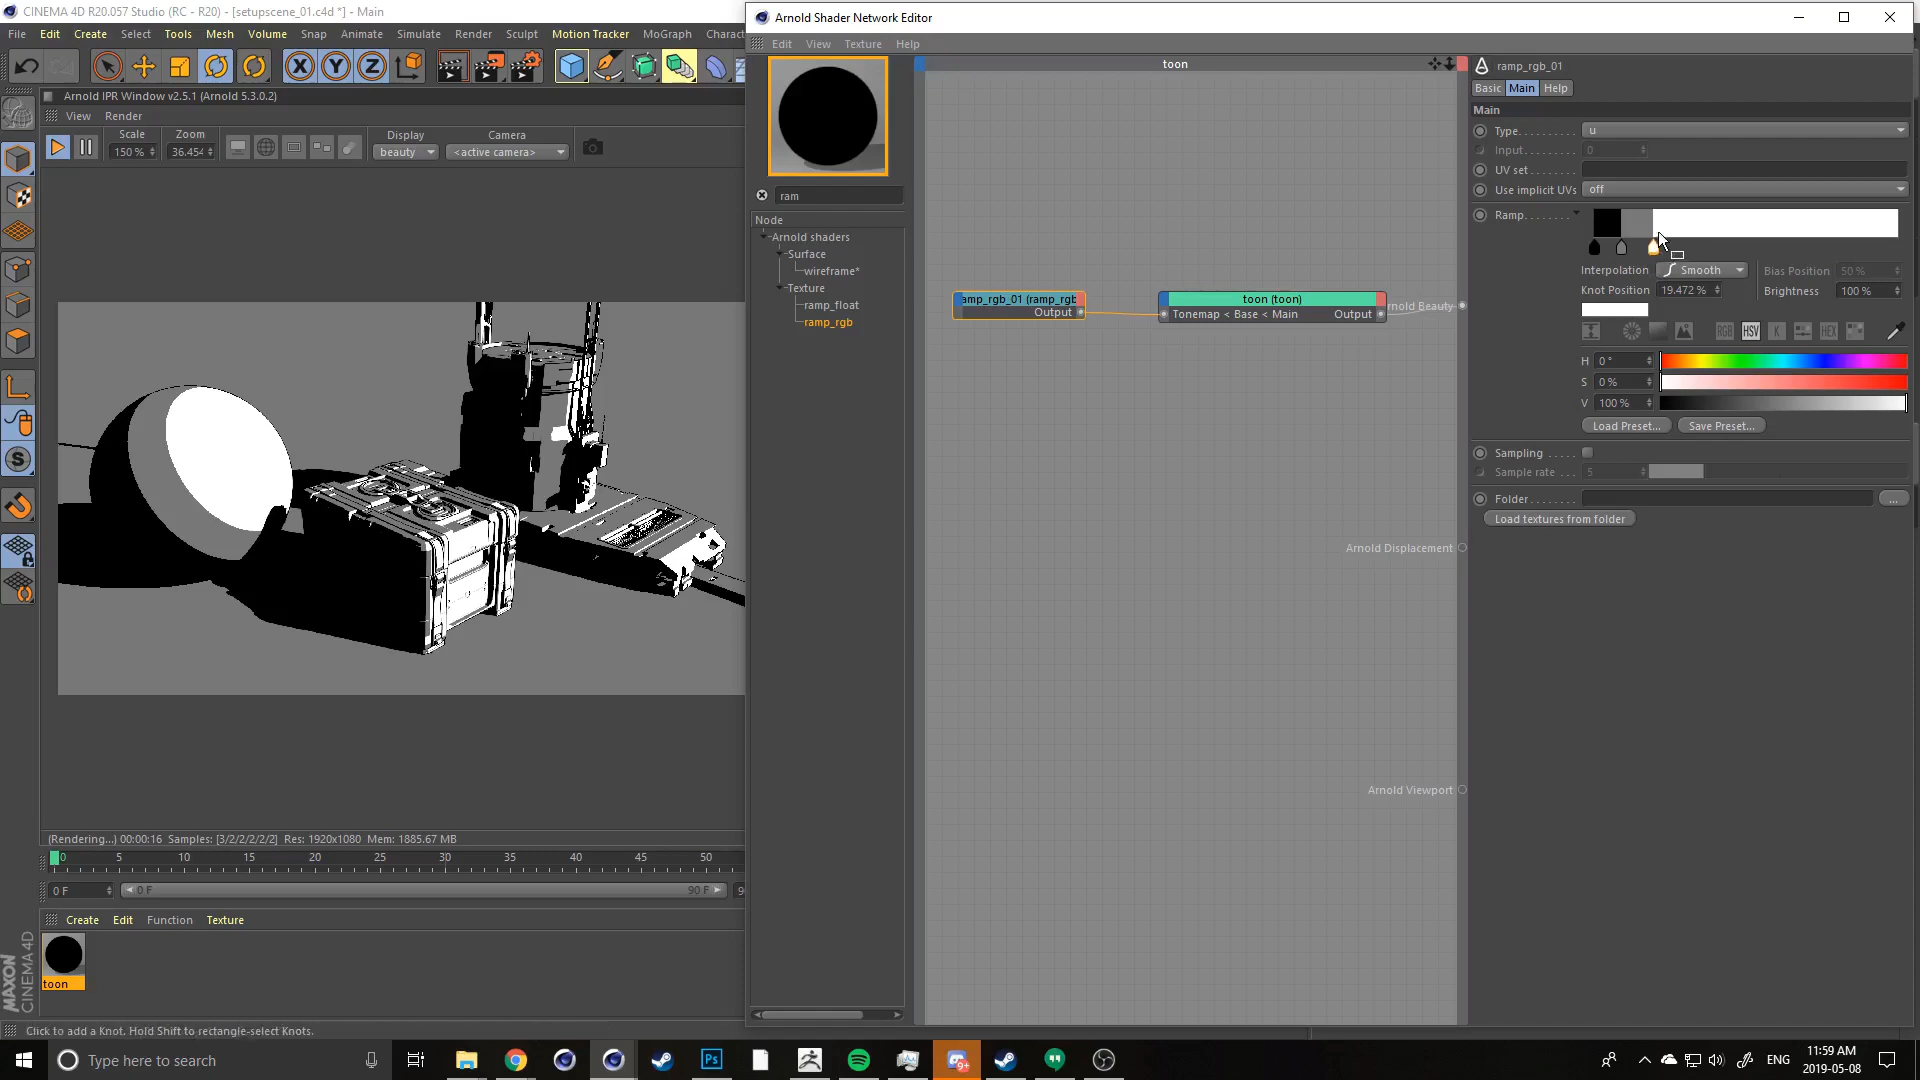 CINEMA 4D R20.057 Studio (RC - R20) - [setupscene_01.c4d *] - Main
File Edit Create Select Tools Mesh Volume Snap Animate Simulate Render Sculpt Motion Tracker MoGraph Charac
Arnold IPR Window v2.5.1 (Arnold 5.3.0.2)
View Render
Scale Zoom Display Camera
150 % 36.454 beauty <active camera>
(Rendering...) 00:00:16 Samples: [3/2/2/2/2/2] Res: 1920x1080 Mem: 1885.67 MB
0 5 10 15 20 25 30 35 40 45 50
0 F 0 F 90 F 9
Create Edit Function Texture
toon
MAXON
CINEMA 4D
Click to add a Knot. Hold Shift to rectangle-select Knots.
Arnold Shader Network Editor
Edit View Texture Help
ram
Node
Arnold shaders
Surface
wireframe*
Texture
ramp_float
ramp_rgb
toon
amp_rgb_01 (ramp_rgb
Output
toon (toon)
Tonemap < Base < Main Output
rnold Beauty
Arnold Displacement
Arnold Viewport
ramp_rgb_01
Basic Main Help
Main
Type u
Input 0
UV set
Use implicit UVs off
Ramp
Interpolation Smooth Bias Position 50 %
Knot Position 19.472 % Brightness 100 %
RGB HSV K HEX
H 0 °
S 0 %
V 100 %
Load Preset... Save Preset...
Sampling
Sample rate 5
Folder ...
Load textures from folder
Type here to search
Ps
9+
ENG
11:59 AM
2019-05-08